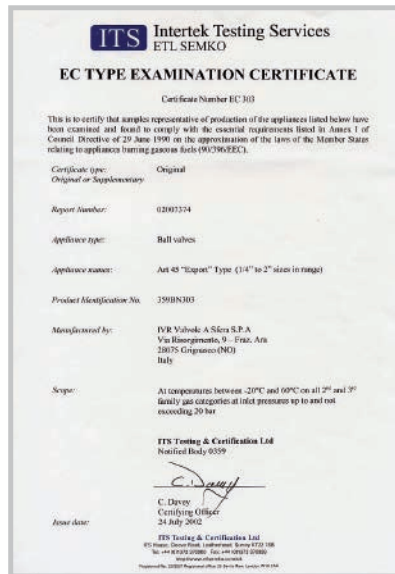 ITS Intertek Testing Services
ETL SEMKO
EC TYPE EXAMINATION CERTIFICATE
Certificate Number EC 303
This is to certify that samples representative of production of the appliances listed below have
been examined and found to comply with the essential requirements listed in Annex I of
Council Directive of 29 June 1990 on the approximation of the laws of the Member States
relating to appliances burning gaseous fuels (90/396/EEC).
Certificate type: Original
Original or Supplementary
Report Number: 02007374
Appliance type: Ball valves
Appliance names: Art 45 "Export" Type (1/4" to 2" sizes in range)
Product Identification No. 359BN303
Manufactured by: IVR Valvole A Sfera S.P.A
Via Risorgimento, 9 – Fraz. Ara
28075 Grignasco (NO)
Italy
Scope: At temperatures between -20°C and 60°C on all 2nd and 3rd
family gas categories at inlet pressures up to and not
exceeding 20 bar
ITS Testing & Certification Ltd
Notified Body 0359
C. Davey
C. Davey
Certifying Officer
Issue date: 24 July 2002
ITS Testing & Certification Ltd